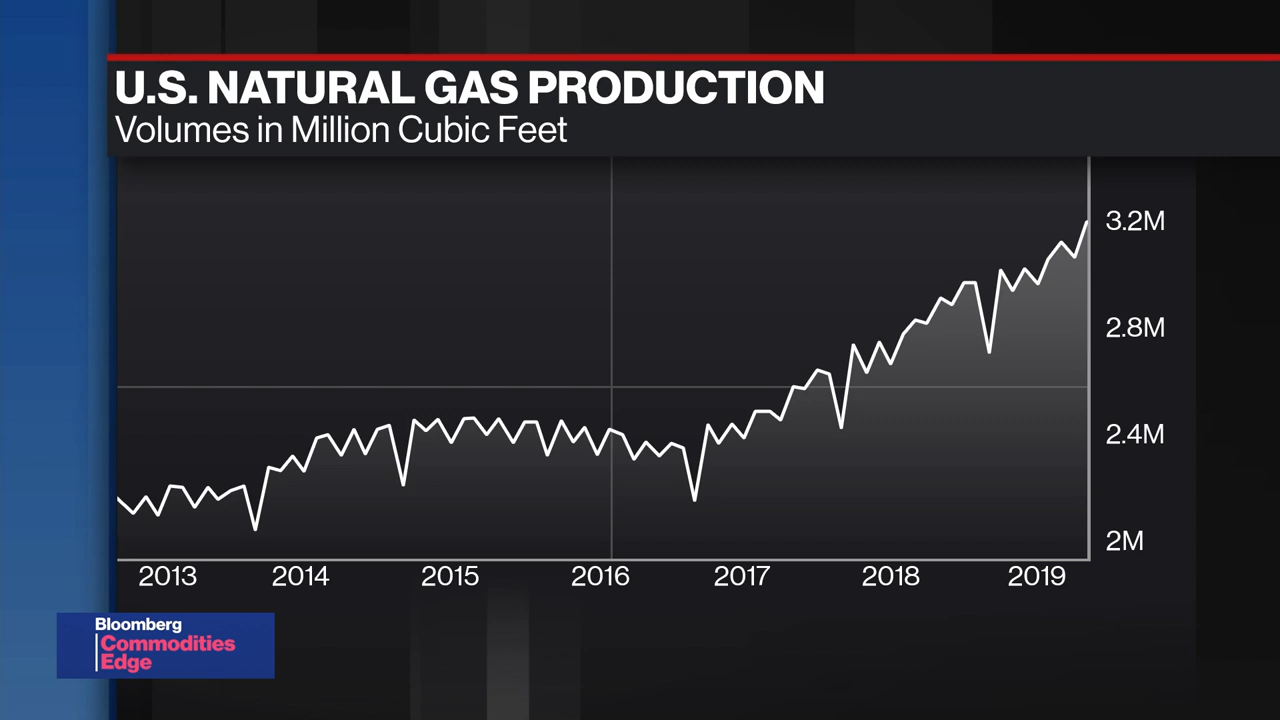 U.S. NATURAL GAS PRODUCTION
Volumes in Million Cubic Feet
3.2M
2.8M
2.4M
2M
2013 2014 2015 2016 2017 2018 2019
Bloomberg
Commodities
Edge